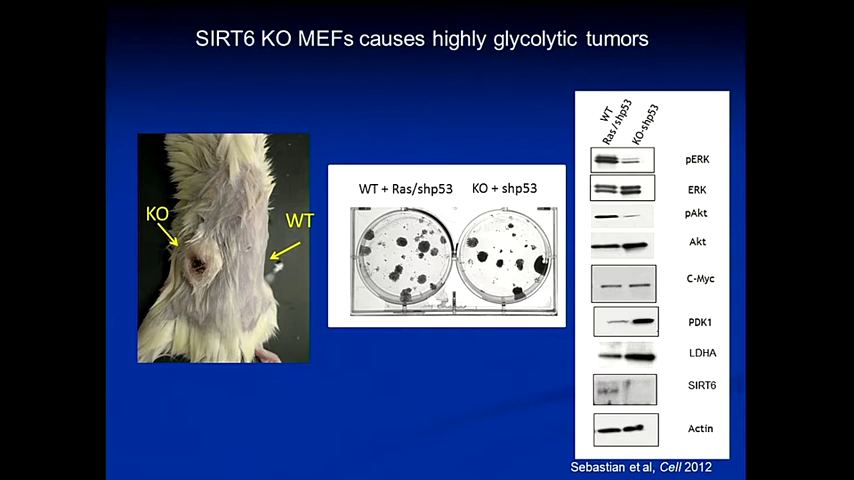 SIRT6 KO MEFs causes highly glycolytic tumors
KO
WT
WT + Ras/shp53
KO + shp53
WT
Ras/shp53
KO-shp53
pERK
ERK
pAkt
Akt
C-Myc
PDK1
LDHA
SIRT6
Actin
Sebastian et al, Cell 2012